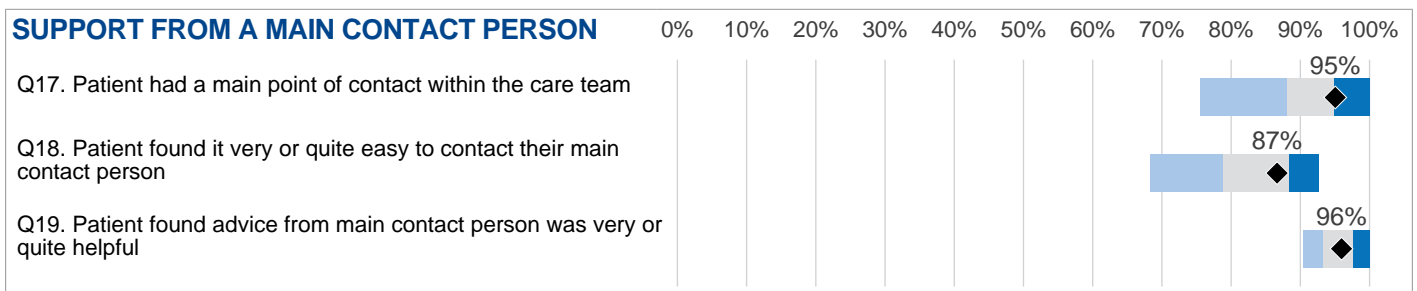 SUPPORT FROM A MAIN CONTACT PERSON 0% 10% 20% 30% 40% 50% 60% 70% 80% 90% 100%
95%
Q17. Patient had a main point of contact within the care team
87%
Q18. Patient found it very or quite easy to contact their main
contact person
96%
Q19. Patient found advice from main contact person was very or
quite helpful